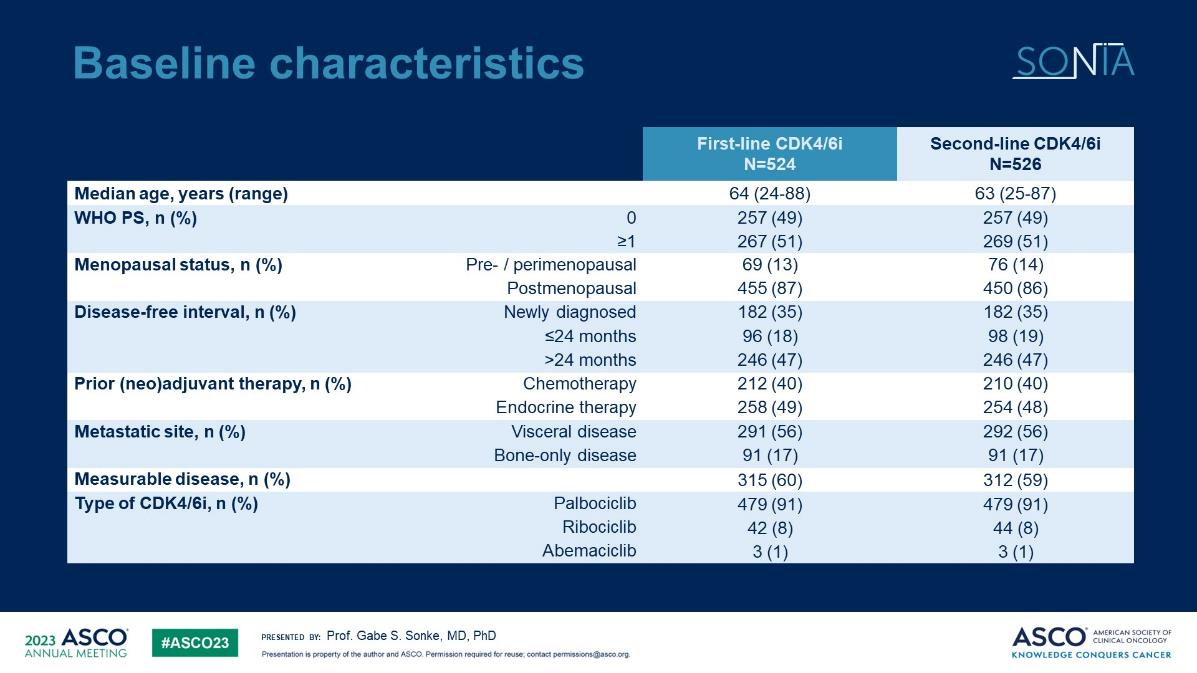 Baseline characteristics
SONIA
First-line CDK4/6i Second-line CDK4/6i
N=524 N=526
Median age, years (range) 64 (24-88) 63 (25-87)
WHO PS, n (%) 0 257 (49) 257 (49)
≥1 267 (51) 269 (51)
Menopausal status, n (%) Pre- / perimenopausal 69 (13) 76 (14)
Postmenopausal 455 (87) 450 (86)
Disease-free interval, n (%) Newly diagnosed 182 (35) 182 (35)
≤24 months 96 (18) 98 (19)
>24 months 246 (47) 246 (47)
Prior (neo)adjuvant therapy, n (%) Chemotherapy 212 (40) 210 (40)
Endocrine therapy 258 (49) 254 (48)
Metastatic site, n (%) Visceral disease 291 (56) 292 (56)
Bone-only disease 91 (17) 91 (17)
Measurable disease, n (%) 315 (60) 312 (59)
Type of CDK4/6i, n (%) Palbociclib 479 (91) 479 (91)
Ribociclib 42 (8) 44 (8)
Abemaciclib 3 (1) 3 (1)
2023 ASCO®
ANNUAL MEETING
#ASCO23
PRESENTED BY: Prof. Gabe S. Sonke, MD, PhD
Presentation is property of the author and ASCO. Permission required for reuse; contact permissions@asco.org.
ASCO® AMERICAN SOCIETY OF
CLINICAL ONCOLOGY
KNOWLEDGE CONQUERS CANCER